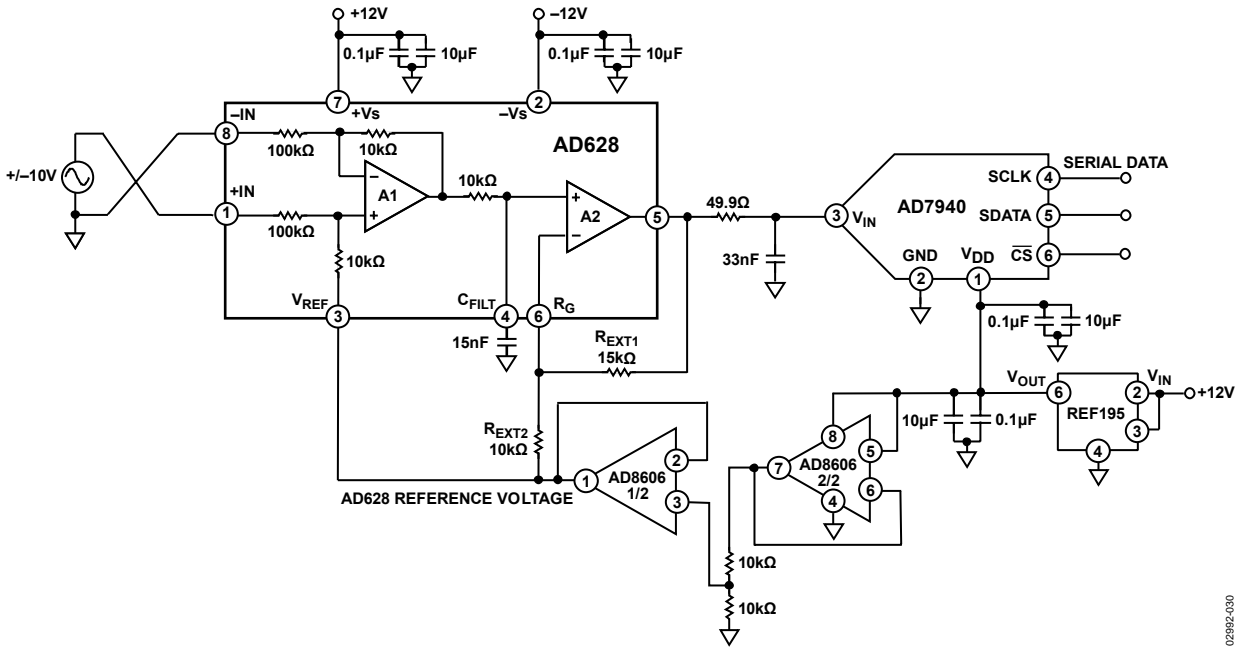 +12V
–12V
0.1µF
10µF
0.1µF
10µF
7
2
–IN
+Vs
–Vs
8
100kΩ
10kΩ
AD628
+/–10V
–
A1
+
+IN
1
100kΩ
10kΩ
+
A2
–
5
49.9Ω
10kΩ
33nF
3
VIN
AD7940
SERIAL DATA
SCLK
4
SDATA
5
CS
6
GND
VDD
2
1
VREF
CFILT
RG
3
4
6
15nF
REXT1
15kΩ
0.1µF
10µF
REXT2
10kΩ
AD628 REFERENCE VOLTAGE
1
AD8606
1/2
2
3
8
7
AD8606
2/2
5
6
4
10µF
0.1µF
VOUT
6
VIN
2
+12V
REF195
3
4
10kΩ
10kΩ
02992-030